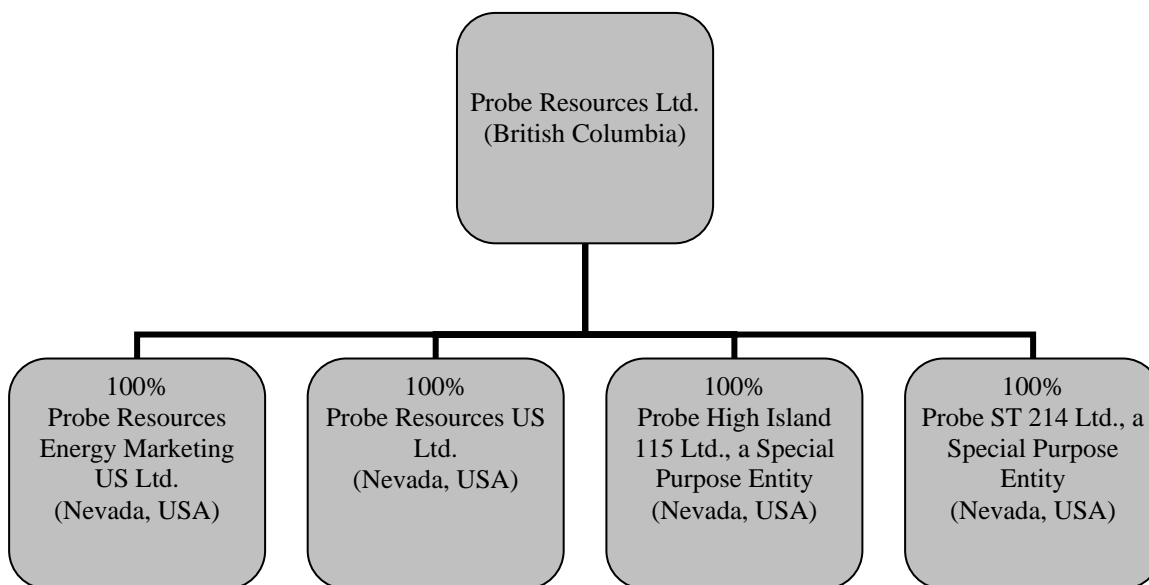 Probe Resources Ltd.
(British Columbia)
100%
Probe Resources
Energy Marketing
US Ltd.
(Nevada, USA)
100%
Probe Resources US
Ltd.
(Nevada, USA)
100%
Probe High Island
115 Ltd., a Special
Purpose Entity
(Nevada, USA)
100%
Probe ST 214 Ltd., a
Special Purpose
Entity
(Nevada, USA)